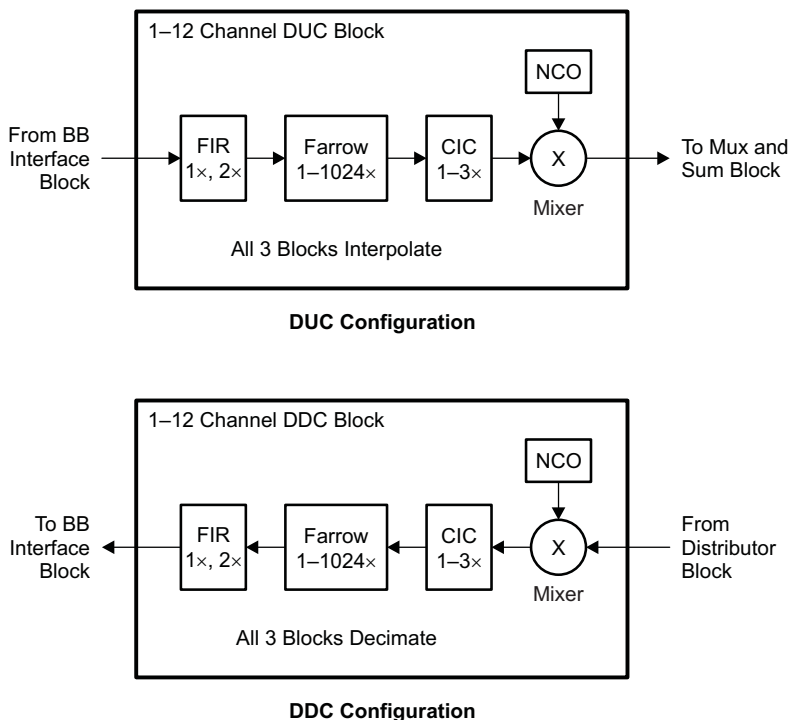 1–12 Channel DUC Block
NCO
From BB
Interface
Block
FIR
1×, 2×
Farrow
1–1024×
CIC
1–3×
X
Mixer
To Mux and
Sum Block
All 3 Blocks Interpolate
DUC Configuration
1–12 Channel DDC Block
NCO
To BB
Interface
Block
FIR
1×, 2×
Farrow
1–1024×
CIC
1–3×
X
Mixer
From
Distributor
Block
All 3 Blocks Decimate
DDC Configuration